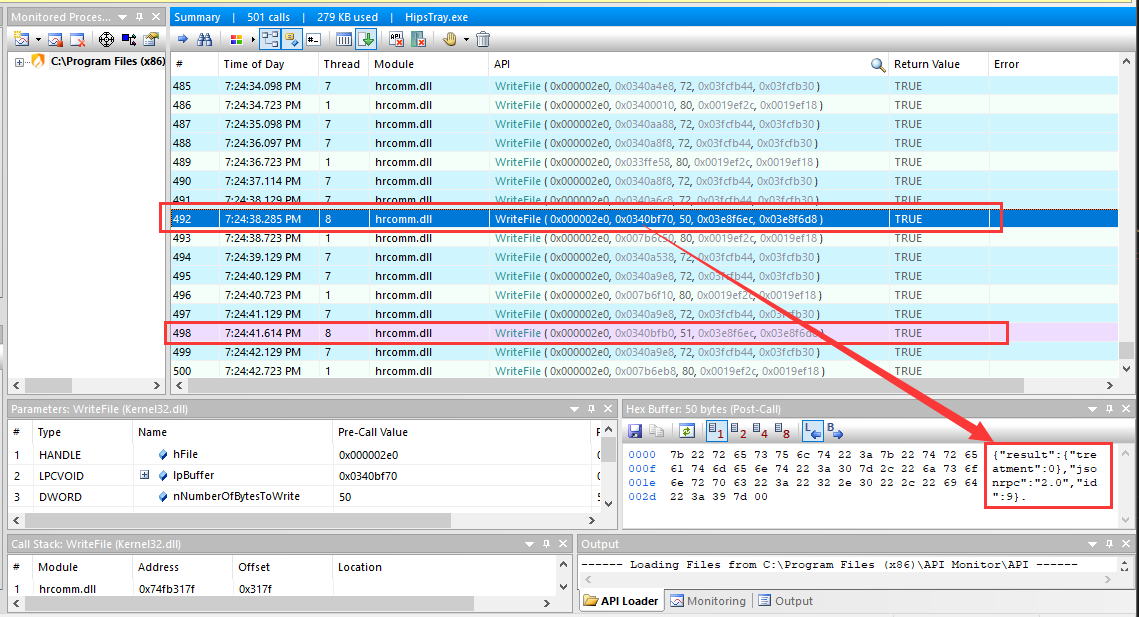 Monitored Proces...
Summary | 501 calls | 279 KB used | HipsTray.exe
C:\Program Files (x86)
# Time of Day Thread Module API Return Value Error
485 7:24:34.098 PM 7 hrcomm.dll WriteFile ( 0x000002e0, 0x0340a4e8, 72, 0x03fcfb44, 0x03fcfb30 ) TRUE
486 7:24:34.723 PM 1 hrcomm.dll WriteFile ( 0x000002e0, 0x03400010, 80, 0x0019ef2c, 0x0019ef18 ) TRUE
487 7:24:35.098 PM 7 hrcomm.dll WriteFile ( 0x000002e0, 0x0340aa88, 72, 0x03fcfb44, 0x03fcfb30 ) TRUE
488 7:24:36.097 PM 7 hrcomm.dll WriteFile ( 0x000002e0, 0x0340a8f8, 72, 0x03fcfb44, 0x03fcfb30 ) TRUE
489 7:24:36.723 PM 1 hrcomm.dll WriteFile ( 0x000002e0, 0x033ffe58, 80, 0x0019ef2c, 0x0019ef18 ) TRUE
490 7:24:37.114 PM 7 hrcomm.dll WriteFile ( 0x000002e0, 0x0340a8f8, 72, 0x03fcfb44, 0x03fcfb30 ) TRUE
491 7:24:38.129 PM 7 hrcomm.dll WriteFile ( 0x000002e0, 0x0340a6c8, 72, 0x03fcfb44, 0x03fcfb30 ) TRUE
492 7:24:38.285 PM 8 hrcomm.dll WriteFile ( 0x000002e0, 0x0340bf70, 50, 0x03e8f6ec, 0x03e8f6d8 ) TRUE
493 7:24:38.723 PM 1 hrcomm.dll WriteFile ( 0x000002e0, 0x007b6c50, 80, 0x0019ef2c, 0x0019ef18 ) TRUE
494 7:24:39.129 PM 7 hrcomm.dll WriteFile ( 0x000002e0, 0x0340a538, 72, 0x03fcfb44, 0x03fcfb30 ) TRUE
495 7:24:40.129 PM 7 hrcomm.dll WriteFile ( 0x000002e0, 0x0340a9e8, 72, 0x03fcfb44, 0x03fcfb30 ) TRUE
496 7:24:40.723 PM 1 hrcomm.dll WriteFile ( 0x000002e0, 0x007b6f10, 80, 0x0019ef2c, 0x0019ef18 ) TRUE
497 7:24:41.129 PM 7 hrcomm.dll WriteFile ( 0x000002e0, 0x0340a9e8, 72, 0x03fcfb44, 0x03fcfb30 ) TRUE
498 7:24:41.614 PM 8 hrcomm.dll WriteFile ( 0x000002e0, 0x0340bfb0, 51, 0x03e8f6ec, 0x03e8f6d8 ) TRUE
499 7:24:42.129 PM 7 hrcomm.dll WriteFile ( 0x000002e0, 0x0340a9e8, 72, 0x03fcfb44, 0x03fcfb30 ) TRUE
500 7:24:42.723 PM 1 hrcomm.dll WriteFile ( 0x000002e0, 0x007b6eb8, 80, 0x0019ef2c, 0x0019ef18 ) TRUE
Parameters: WriteFile (Kernel32.dll)
# Type Name Pre-Call Value
1 HANDLE hFile 0x000002e0
2 LPCVOID lpBuffer 0x0340bf70
3 DWORD nNumberOfBytesToWrite 50
Hex Buffer: 50 bytes (Post-Call)
1 2 4 8 L B
0000 7b 22 72 65 73 75 6c 74 22 3a 7b 22 74 72 65 {"result":{"tre
000f 61 74 6d 65 6e 74 22 3a 30 7d 2c 22 6a 73 6f atment":0},"jso
001e 6e 72 70 63 22 3a 22 32 2e 30 22 2c 22 69 64 nrpc":"2.0","id
002d 22 3a 39 7d 00 ":9}.
Call Stack: WriteFile (Kernel32.dll)
# Module Address Offset Location
1 hrcomm.dll 0x74fb317f 0x317f
Output
------ Loading Files from C:\Program Files (x86)\API Monitor\API ------
API Loader Monitoring Output